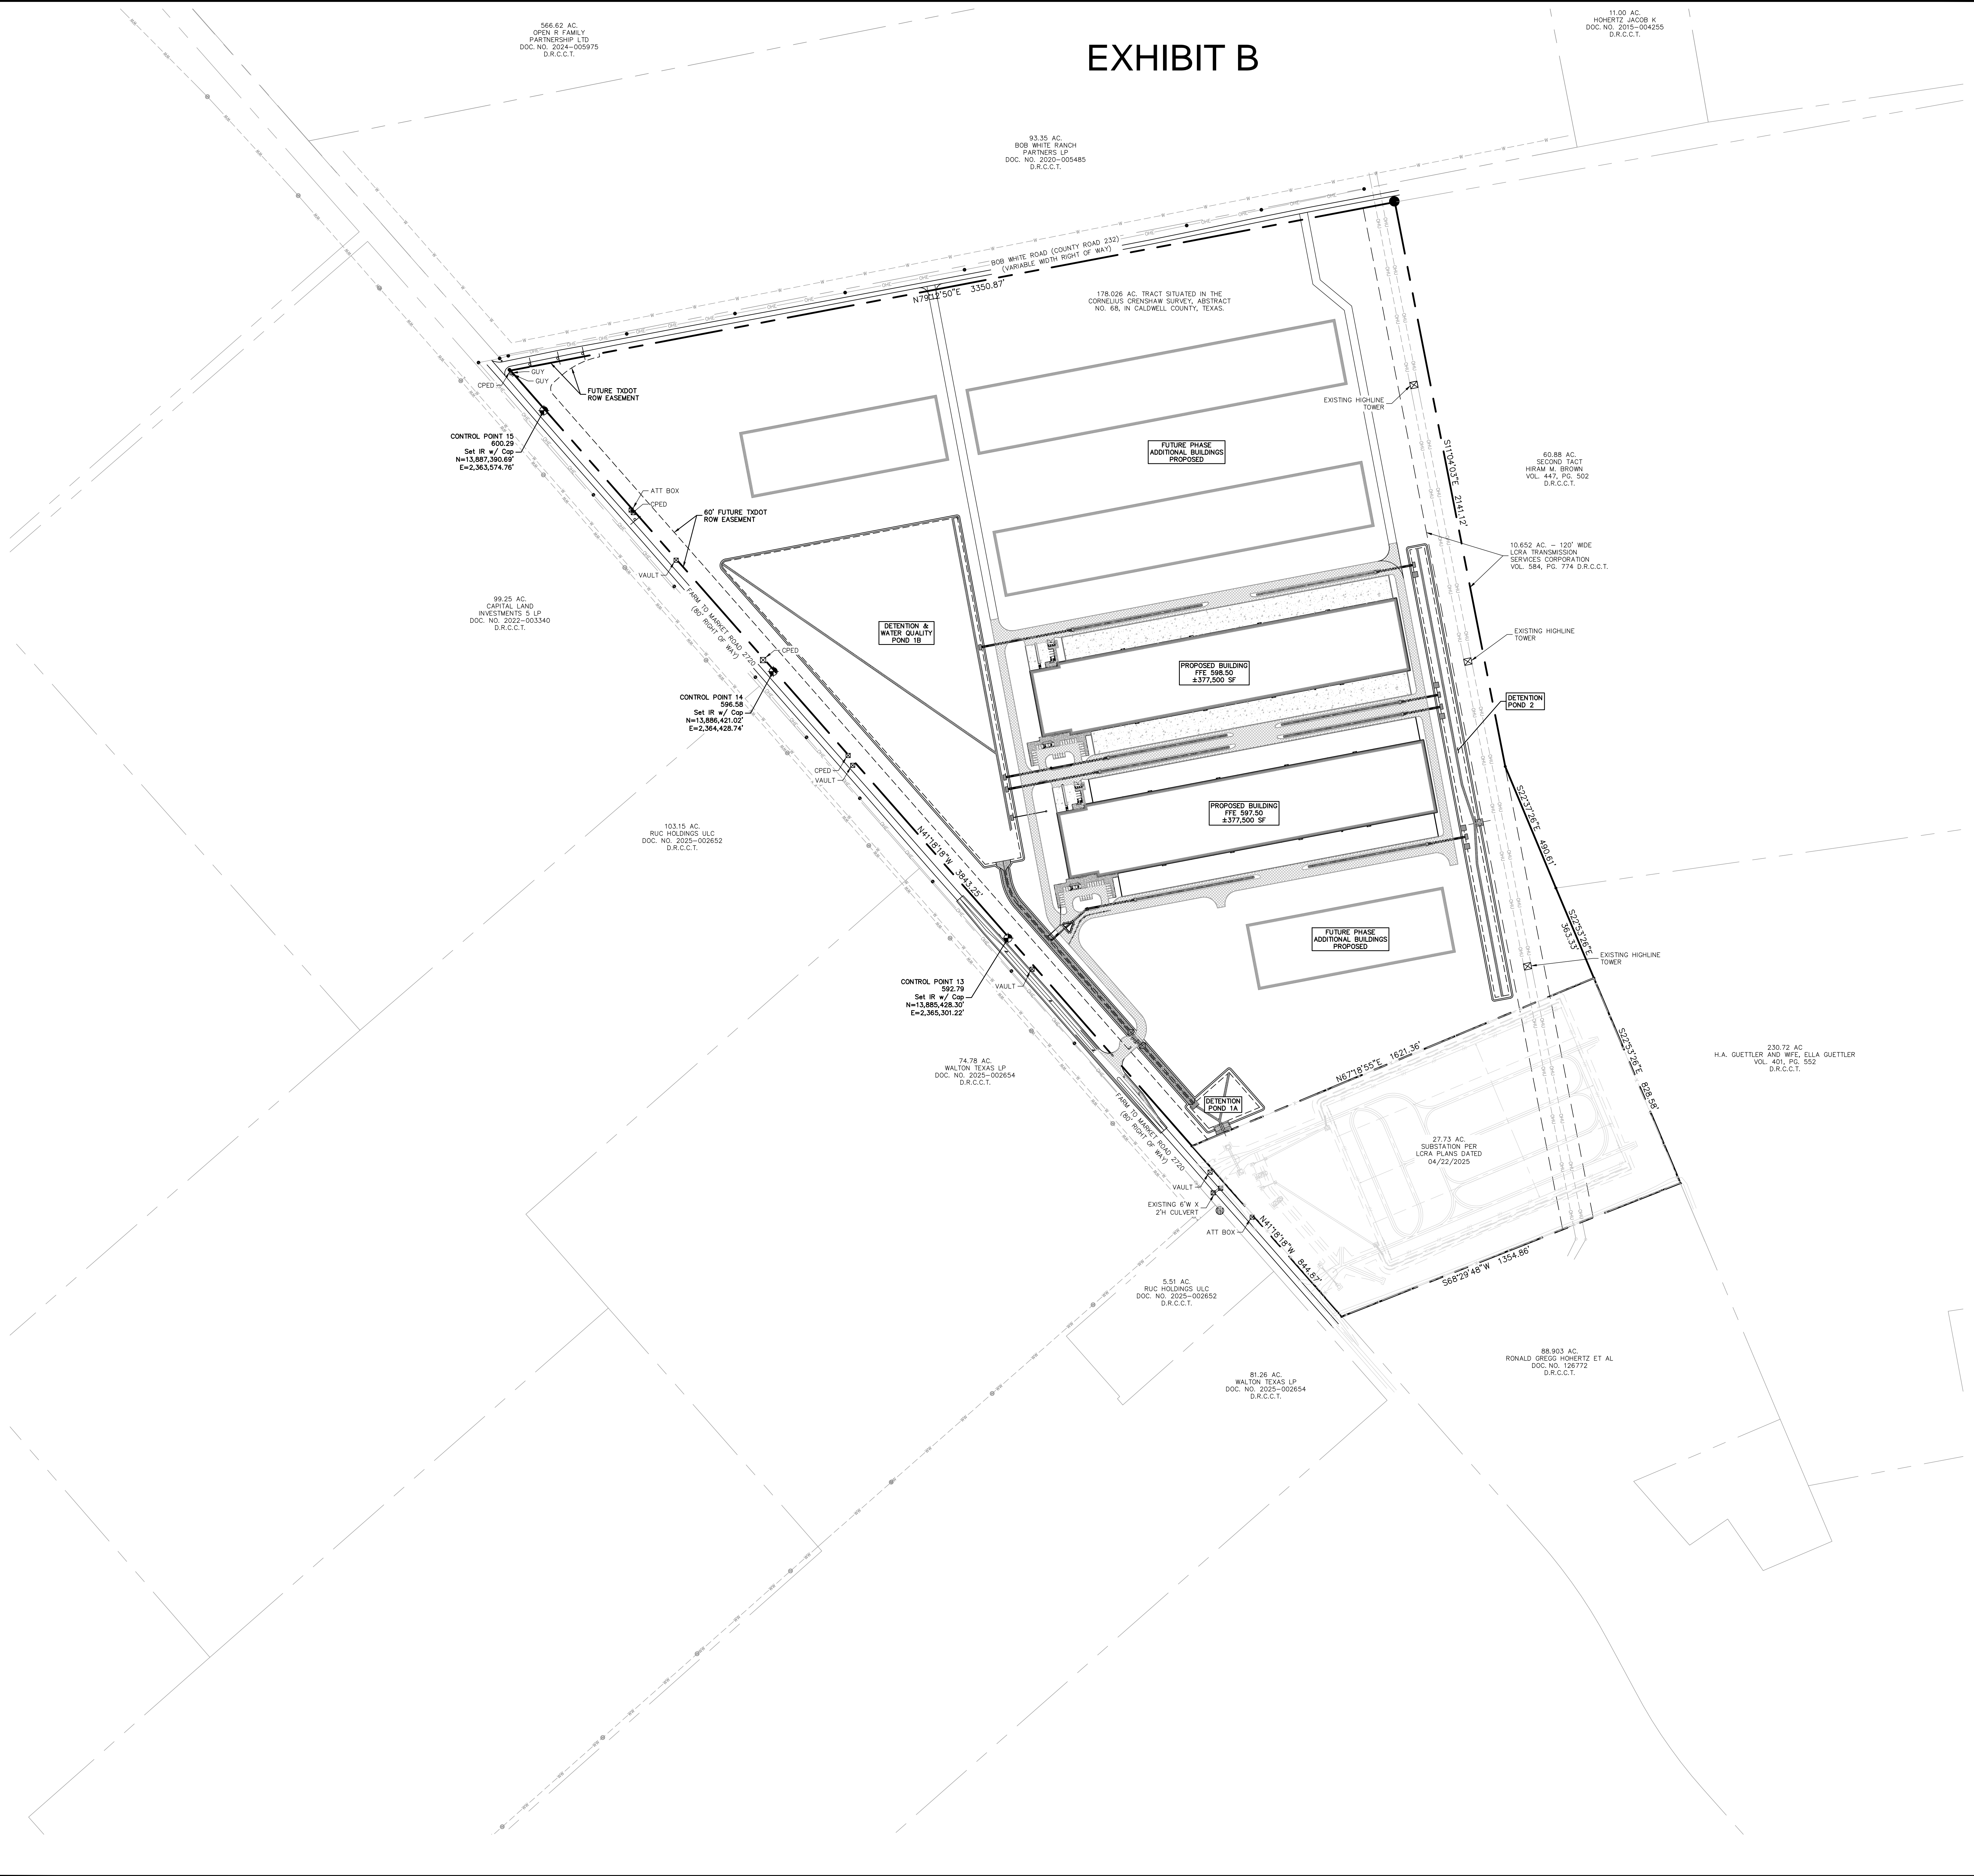 EXHIBIT B
566.62 AC.
OPEN R FAMILY
PARTNERSHIP LTD
DOC. NO. 2024-005975
D.R.C.C.T.
11.00 AC.
HOHERTZ JACOB K
DOC. NO. 2015-004255
D.R.C.C.T.
93.35 AC.
BOB WHITE RANCH
PARTNERS LP
DOC. NO. 2020-005485
D.R.C.C.T.
BOB WHITE ROAD (COUNTY ROAD 232)
(VARIABLE WIDTH RIGHT OF WAY)
N79°12'50"E 3350.87'
178.026 AC. TRACT SITUATED IN THE
CORNELIUS CRENSHAW SURVEY, ABSTRACT
NO. 68, IN CALDWELL COUNTY, TEXAS.
GUY
GUY
CPED
FUTURE TXDOT
ROW EASEMENT
EXISTING HIGHLINE
TOWER
CONTROL POINT 15
600.29
Set IR w/ Cap
N=13,887,390.69'
E=2,363,574.76'
FUTURE PHASE
ADDITIONAL BUILDINGS
PROPOSED
S11°04'03"E 2141.12'
60.88 AC.
SECOND TACT
HIRAM M. BROWN
VOL. 447, PG. 502
D.R.C.C.T.
ATT BOX
CPED
60' FUTURE TXDOT
ROW EASEMENT
10.652 AC. - 120' WIDE
LCRA TRANSMISSION
SERVICES CORPORATION
VOL. 584, PG. 774 D.R.C.C.T.
VAULT
FARM TO MARKET ROAD 2720
(80' RIGHT OF WAY)
99.25 AC.
CAPITAL LAND
INVESTMENTS 5 LP
DOC. NO. 2022-003340
D.R.C.C.T.
DETENTION &
WATER QUALITY
POND 1B
EXISTING HIGHLINE
TOWER
CPED
PROPOSED BUILDING
FFE 598.50
±377,500 SF
CONTROL POINT 14
596.58
Set IR w/ Cap
N=13,886,421.02'
E=2,364,428.74'
DETENTION
POND 2
CPED
VAULT
PROPOSED BUILDING
FFE 597.50
±377,500 SF
S22°37'26"E 490.61'
103.15 AC.
RUC HOLDINGS ULC
DOC. NO. 2025-002652
D.R.C.C.T.
N41°18'18"W 3843.25'
S22°53'26"E
363.33'
FUTURE PHASE
ADDITIONAL BUILDINGS
PROPOSED
EXISTING HIGHLINE
TOWER
CONTROL POINT 13
592.79
Set IR w/ Cap
N=13,885,428.30'
E=2,365,301.22'
VAULT
74.78 AC.
WALTON TEXAS LP
DOC. NO. 2025-002654
D.R.C.C.T.
N67°18'55"E 1621.36'
S22°53'26"E 828.58'
230.72 AC
H.A. GUETTLER AND WIFE, ELLA GUETTLER
VOL. 401, PG. 552
D.R.C.C.T.
DETENTION
POND 1A
FARM TO MARKET ROAD 2720
(80' RIGHT OF WAY)
27.73 AC.
SUBSTATION PER
LCRA PLANS DATED
04/22/2025
VAULT
EXISTING 6'W X
2'H CULVERT
ATT BOX
N41°18'18"W 844.87'
S68°29'48"W 1354.86'
5.51 AC.
RUC HOLDINGS ULC
DOC. NO. 2025-002652
D.R.C.C.T.
88.903 AC.
RONALD GREGG HOHERTZ ET AL
DOC. NO. 126772
D.R.C.C.T.
81.26 AC.
WALTON TEXAS LP
DOC. NO. 2025-002654
D.R.C.C.T.